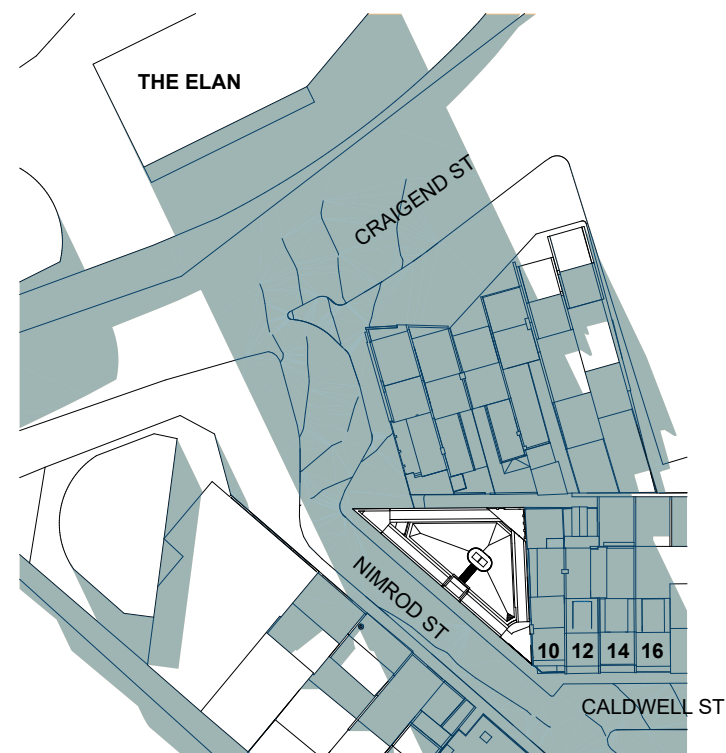 THE ELAN
CRAIGEND ST
NIMROD ST
10 12 14 16
CALDWELL ST